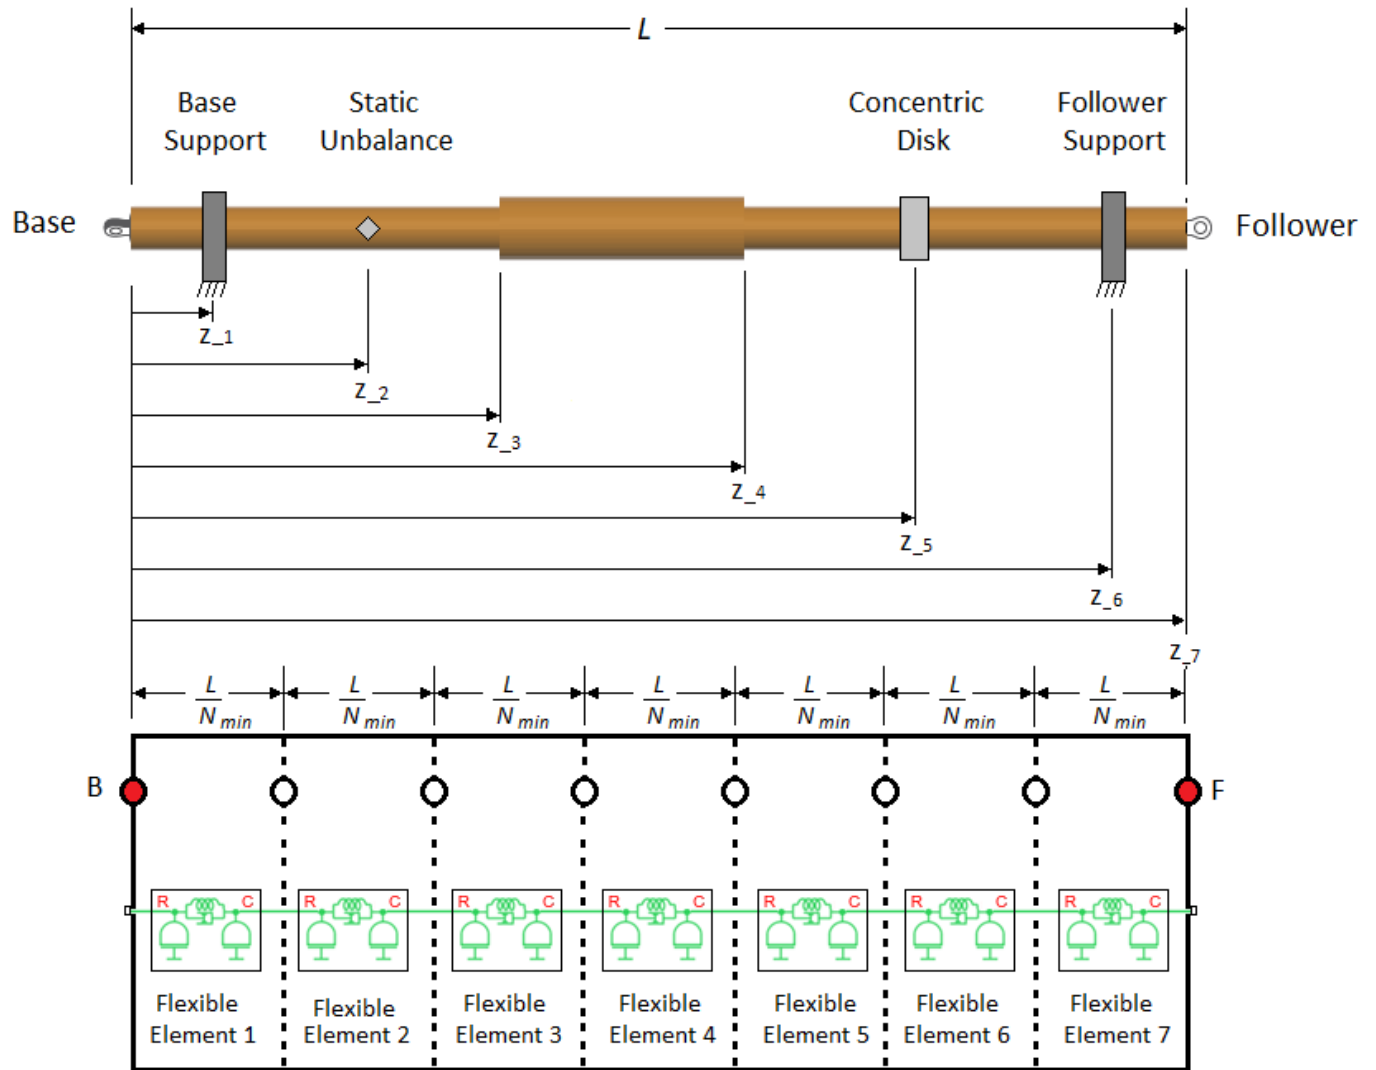 L
Base
Support
Static
Unbalance
Concentric
Disk
Follower
Support
Base
Follower
z_1
z_2
z_3
z_4
z_5
z_6
z_7
L
N min
L
N min
L
N min
L
N min
L
N min
L
N min
L
N min
B
F
R C
R C
R C
R C
R C
R C
R C
Flexible
Element 1
Flexible
Element 2
Flexible
Element 3
Flexible
Element 4
Flexible
Element 5
Flexible
Element 6
Flexible
Element 7